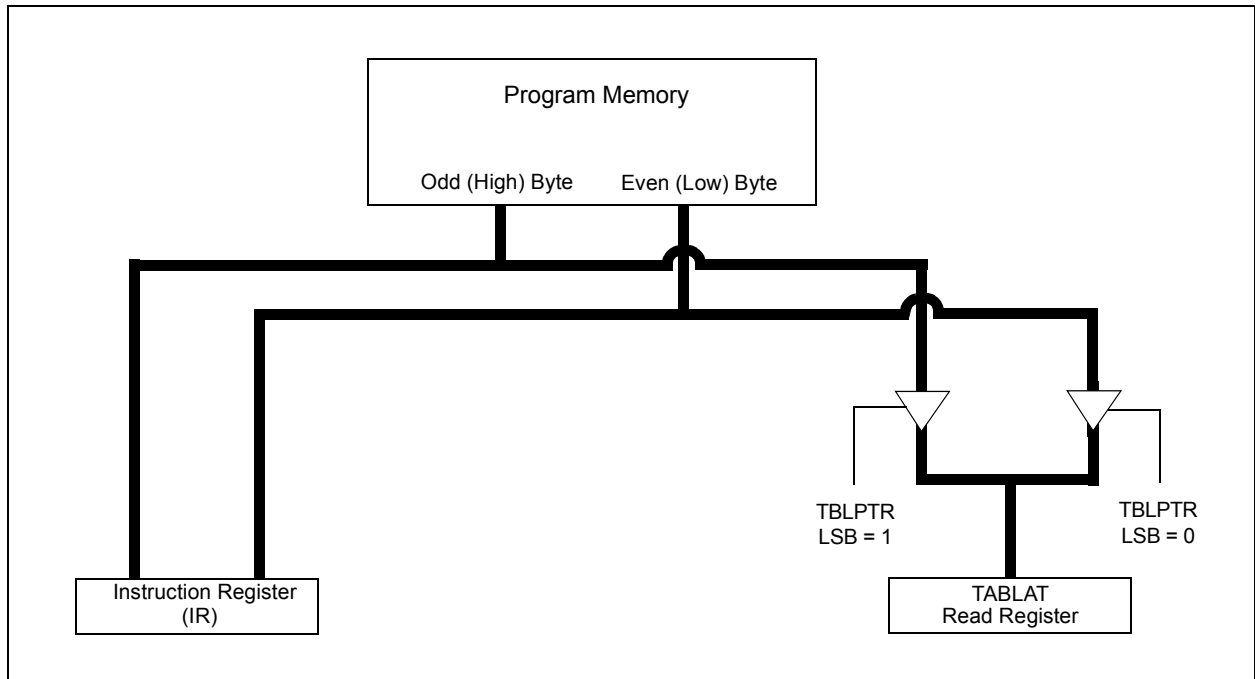 Program Memory
Odd (High) Byte
Even (Low) Byte
TBLPTR
LSB = 1
TBLPTR
LSB = 0
Instruction Register
(IR)
TABLAT
Read Register